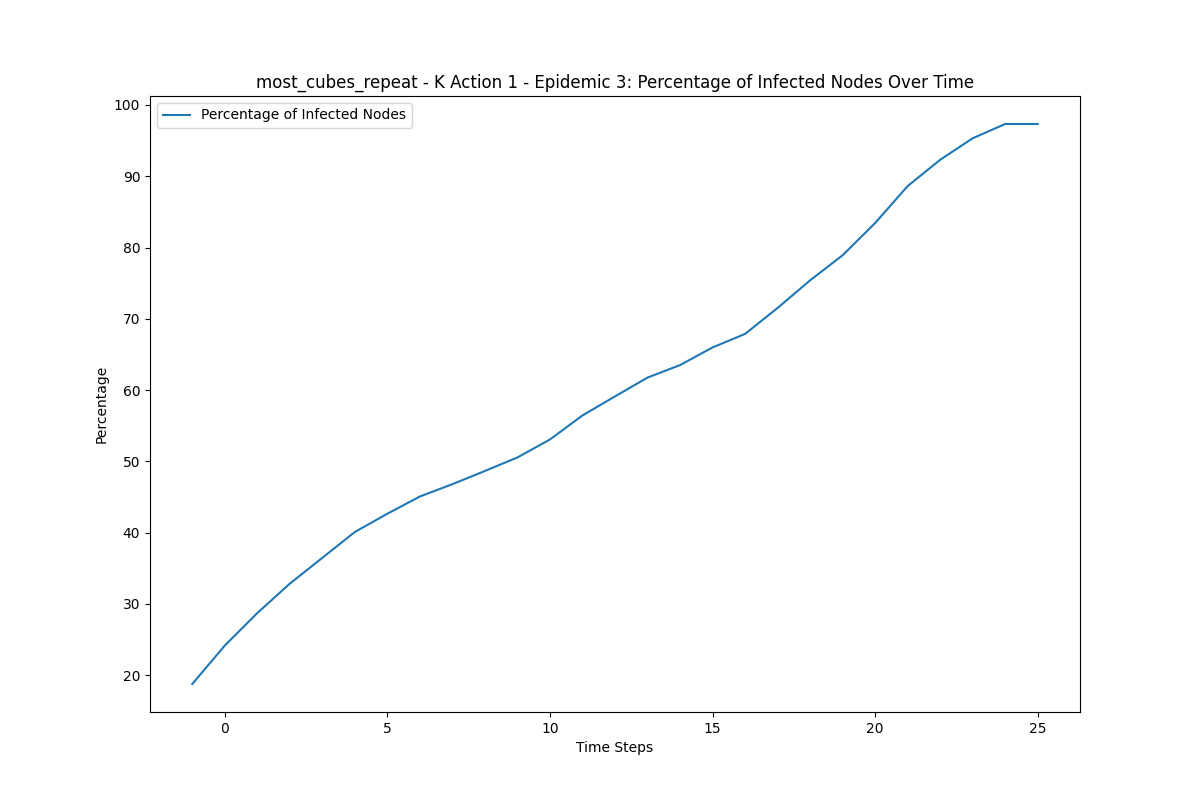 most_cubes_repeat - K Action 1 - Epidemic 3: Percentage of Infected Nodes Over Time
Percentage of Infected Nodes
100
90
80
70
60
50
40
30
20
Percentage
0 5 10 15 20 25
Time Steps